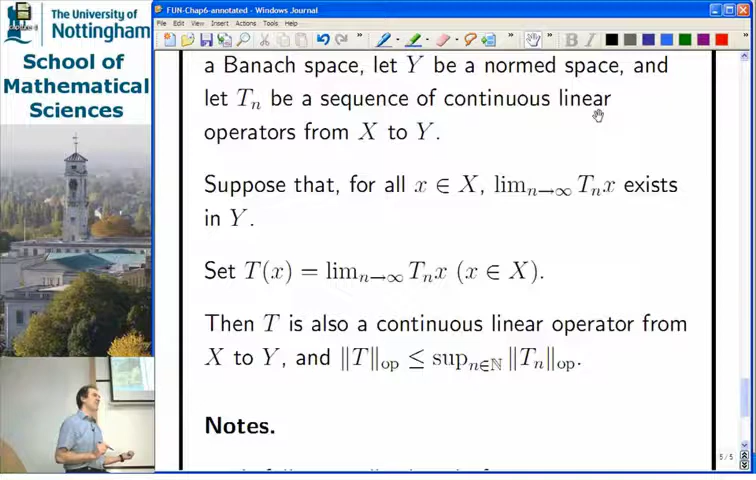 The University of
Nottingham
School of
Mathematical
Sciences
FUN-Chap6-annotated - Windows Journal
File Edit View Insert Actions Tools Help
a Banach space, let Y be a normed space, and
let Tₙ be a sequence of continuous linear
operators from X to Y.
Suppose that, for all x ∈ X, limₙ→∞ Tₙx exists
in Y.
Set T(x) = limₙ→∞ Tₙx (x ∈ X).
Then T is also a continuous linear operator from
X to Y, and ‖T‖op ≤ supn∈ℕ ‖Tₙ‖op.
Notes.
5 / 5